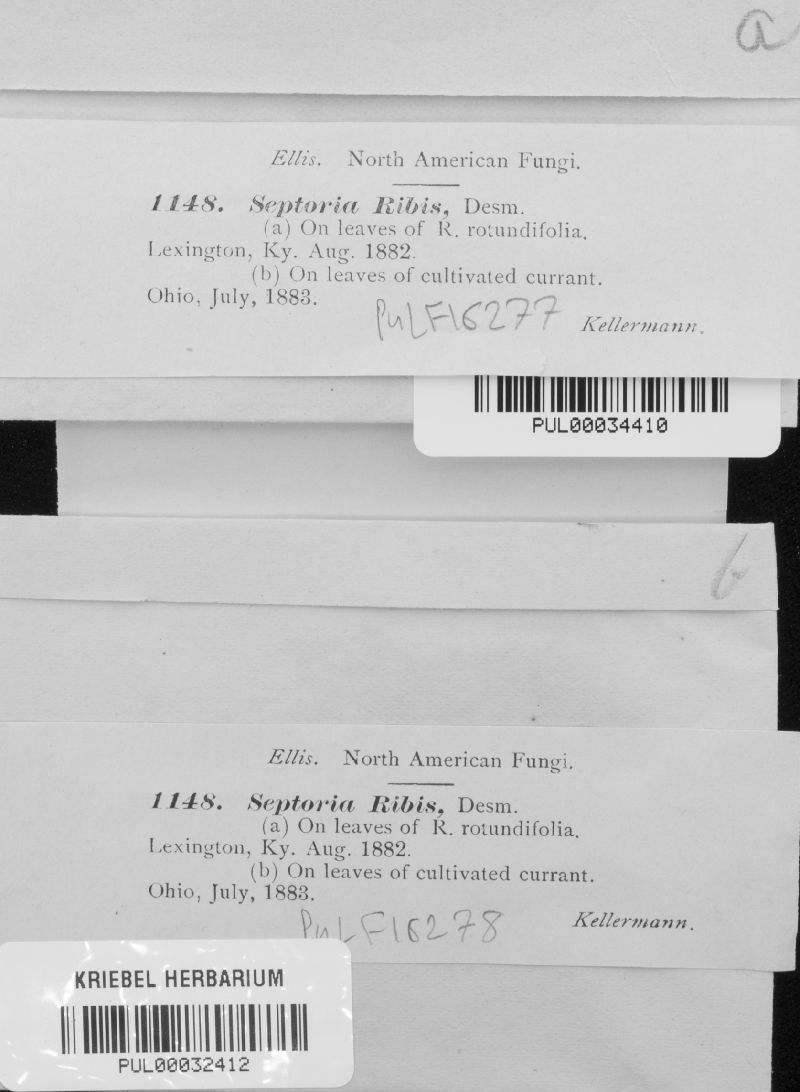 a
Ellis. North American Fungi.
1148. Septoria Ribis, Desm.
(a) On leaves of R. rotundifolia.
Lexington, Ky. Aug. 1882.
(b) On leaves of cultivated currant.
Ohio, July, 1883.
PuLF16277
Kellermann.
PUL00034410
b
Ellis. North American Fungi.
1148. Septoria Ribis, Desm.
(a) On leaves of R. rotundifolia.
Lexington, Ky. Aug. 1882.
(b) On leaves of cultivated currant.
Ohio, July, 1883.
PuLF16278
Kellermann.
KRIEBEL HERBARIUM
PUL00032412